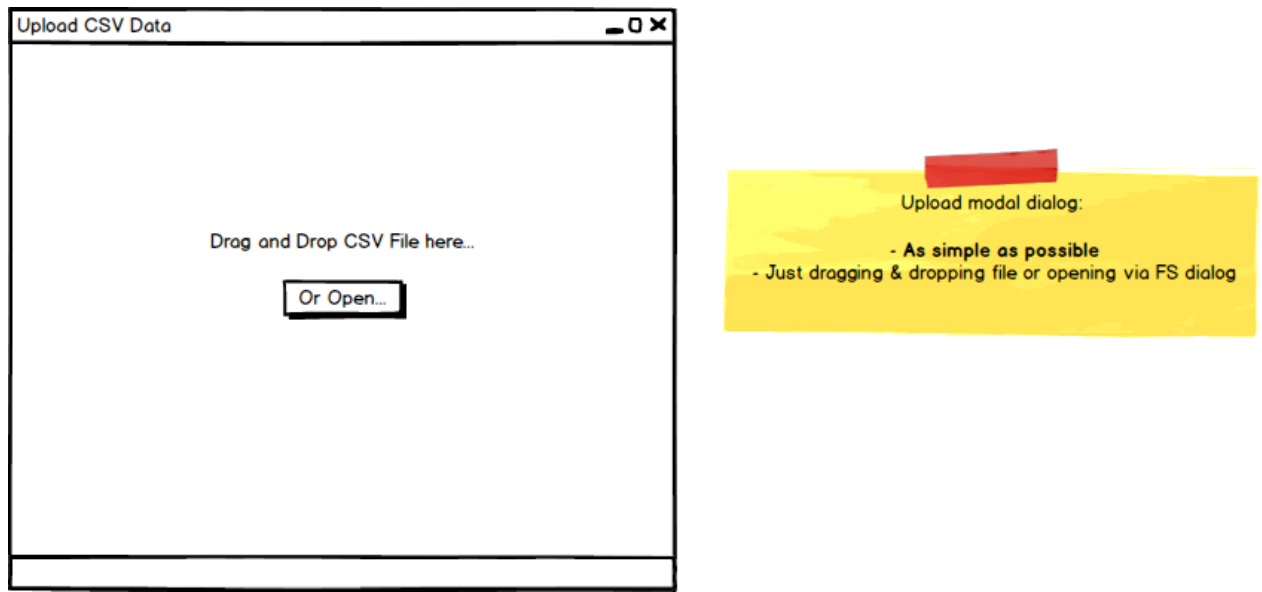 Upload CSV Data
Drag and Drop CSV File here...
Or Open...
Upload modal dialog:
- As simple as possible
- Just dragging & dropping file or opening via FS dialog